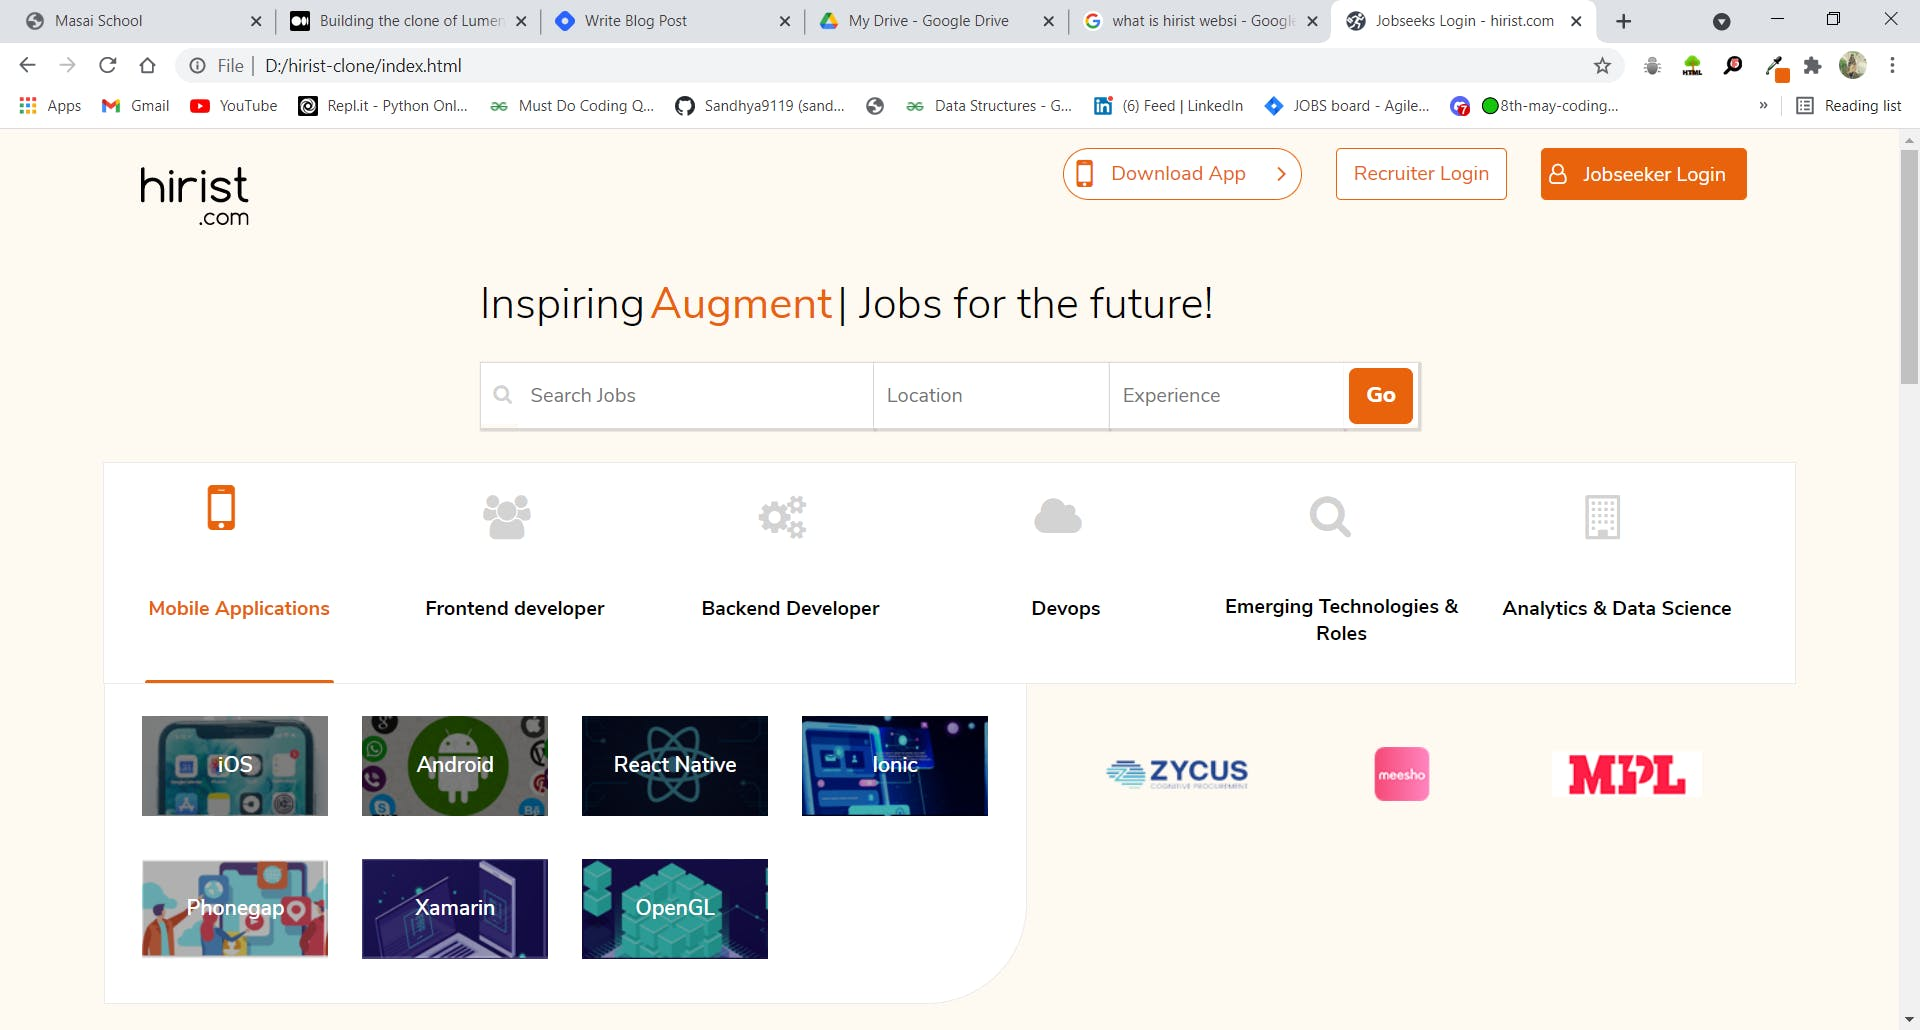 Masai School
Building the clone of Lumen
Write Blog Post
My Drive - Google Drive
what is hirist websi - Google
Jobseeks Login - hirist.com
File | D:/hirist-clone/index.html
Apps
Gmail
YouTube
Repl.it - Python Onl...
Must Do Coding Q...
Sandhya9119 (sand...
Data Structures - G...
(6) Feed | LinkedIn
JOBS board - Agile...
8th-may-coding...
»
Reading list
hirist
.com
Download App
Recruiter Login
Jobseeker Login
Inspiring Augment| Jobs for the future!
Search Jobs
Location
Experience
Go
Mobile Applications
Frontend developer
Backend Developer
Devops
Emerging Technologies &
Roles
Analytics & Data Science
iOS
Android
React Native
Ionic
ZYCUS
COGNITIVE PROCUREMENT
meesho
MPL
Phonegap
Xamarin
OpenGL